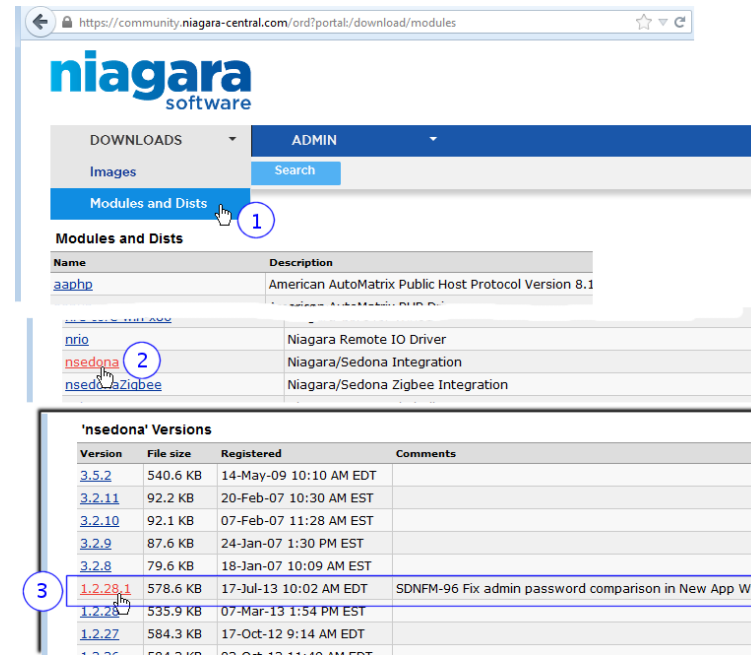 https://community.niagara-central.com/ord?portal:/download/modules
niagara
software
DOWNLOADS ADMIN
Images Search
Modules and Dists
1
Modules and Dists
Name Description
aaphp American AutoMatrix Public Host Protocol Version 8.1
nrio Niagara Remote IO Driver
nsedona 2 Niagara/Sedona Integration
nsedonaZigbee Niagara/Sedona Zigbee Integration
'nsedona' Versions
Version File size Registered Comments
3.5.2 540.6 KB 14-May-09 10:10 AM EDT
3.2.11 92.2 KB 20-Feb-07 10:30 AM EST
3.2.10 92.1 KB 07-Feb-07 11:28 AM EST
3.2.9 87.6 KB 24-Jan-07 1:30 PM EST
3.2.8 79.6 KB 18-Jan-07 10:09 AM EST
3 1.2.28.1 578.6 KB 17-Jul-13 10:02 AM EDT SDNFM-96 Fix admin password comparison in New App W
1.2.28 535.9 KB 07-Mar-13 1:54 PM EST
1.2.27 584.3 KB 17-Oct-12 9:14 AM EDT